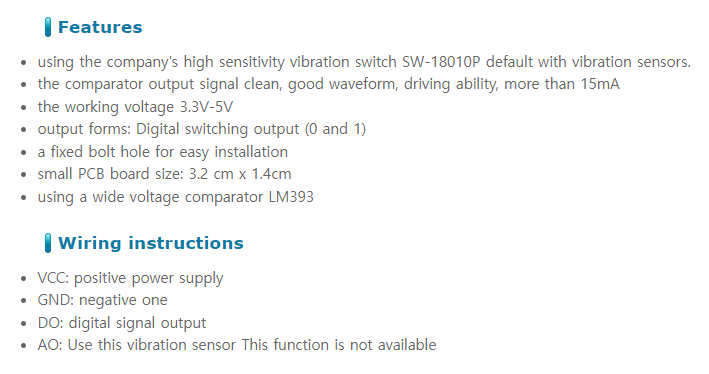 Features
using the company's high sensitivity vibration switch SW-18010P default with vibration sensors.
the comparator output signal clean, good waveform, driving ability, more than 15mA
the working voltage 3.3V-5V
output forms: Digital switching output (0 and 1)
a fixed bolt hole for easy installation
small PCB board size: 3.2 cm x 1.4cm
using a wide voltage comparator LM393
Wiring instructions
VCC: positive power supply
GND: negative one
DO: digital signal output
AO: Use this vibration sensor This function is not available